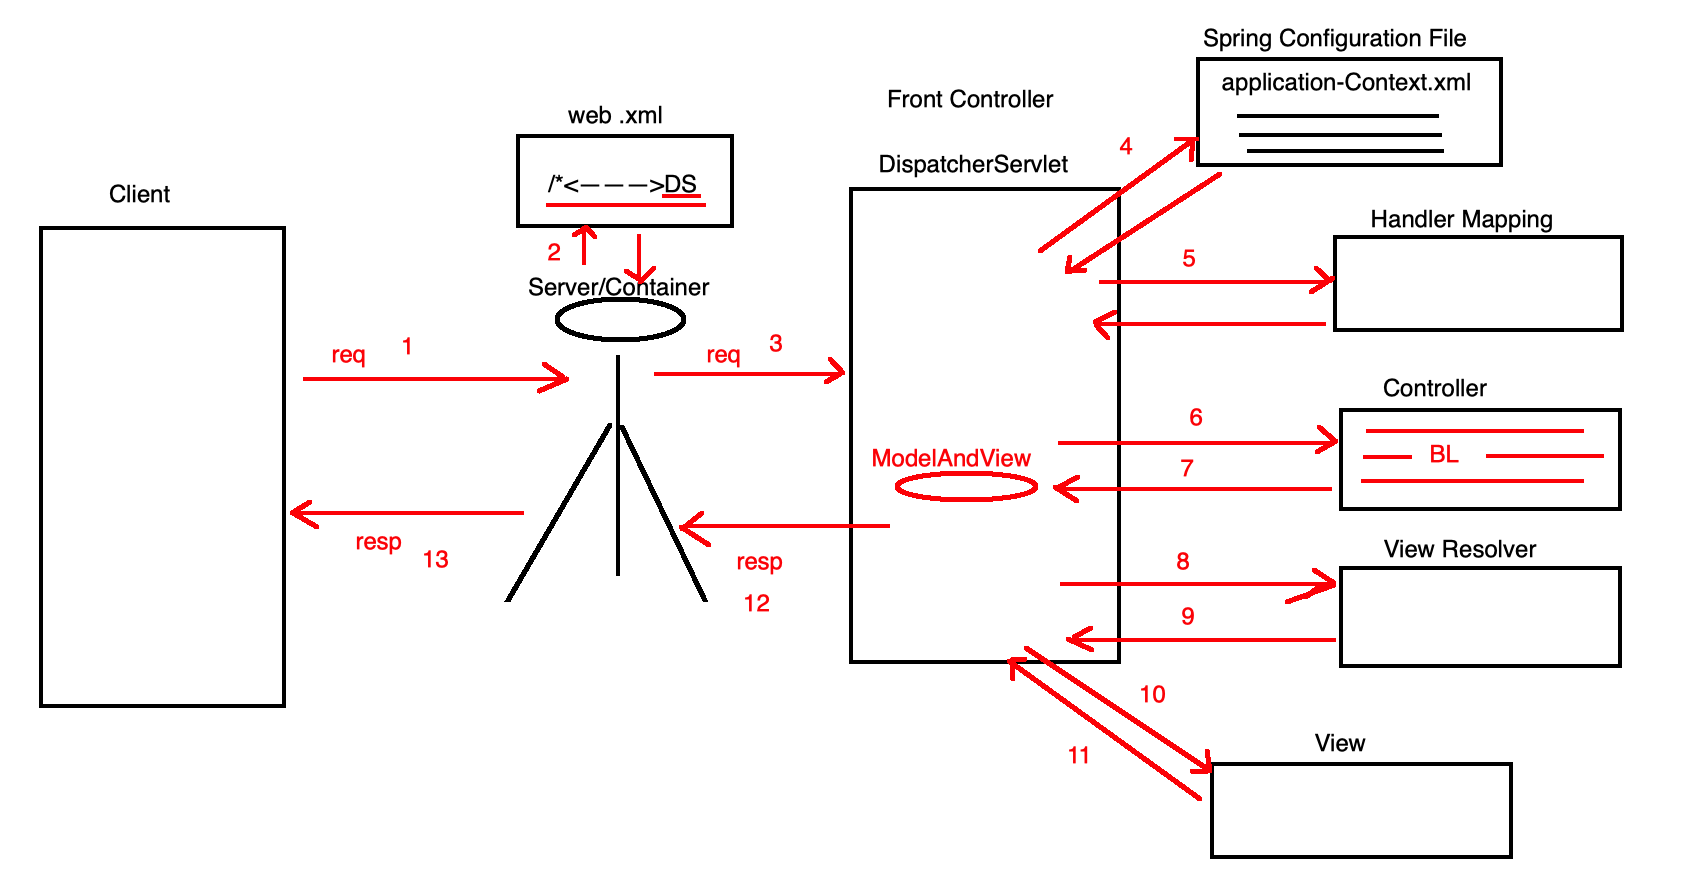 Spring Configuration File
application-Context.xml
Front Controller
web .xml
4
DispatcherServlet
/*<— — —>DS
Client
Handler Mapping
2
5
Server/Container
req 1
req 3
Controller
6
ModelAndView
BL
7
resp
13
resp
12
View Resolver
8
9
10
11
View